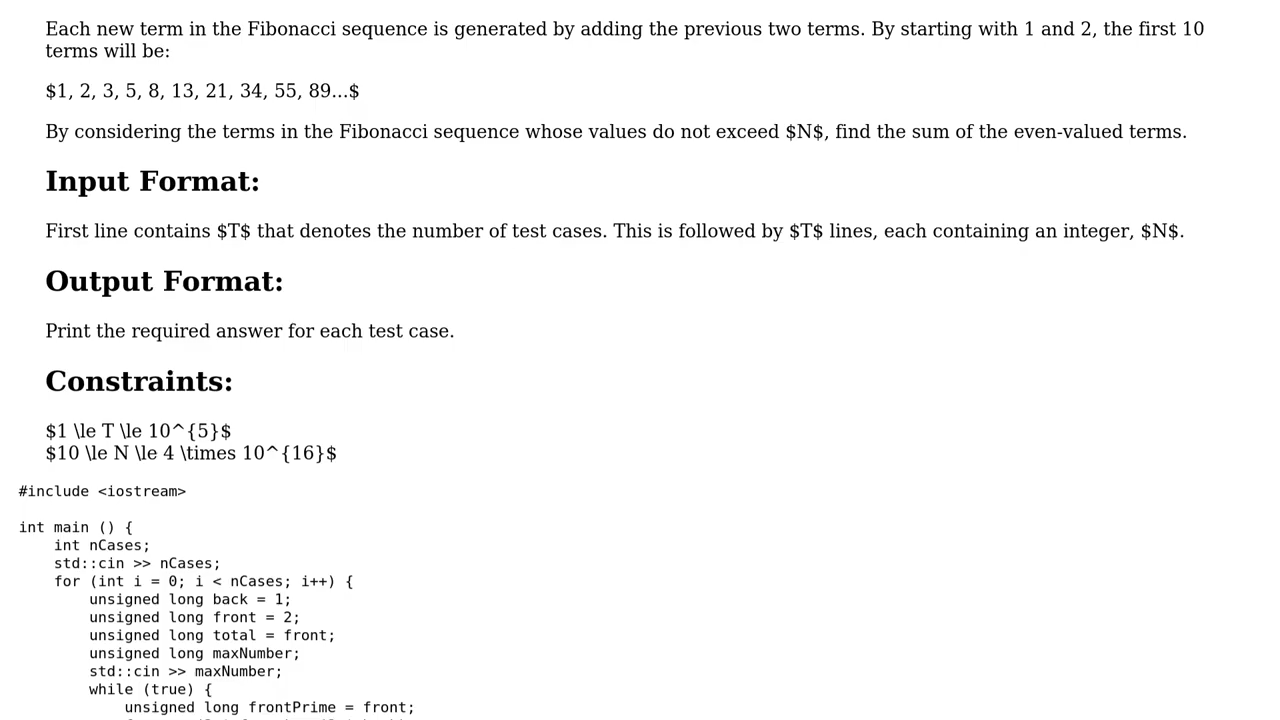 Each new term in the Fibonacci sequence is generated by adding the previous two terms. By starting with 1 and 2, the first 10
terms will be:
$1, 2, 3, 5, 8, 13, 21, 34, 55, 89...$
By considering the terms in the Fibonacci sequence whose values do not exceed $N$, find the sum of the even-valued terms.
Input Format:
First line contains $T$ that denotes the number of test cases. This is followed by $T$ lines, each containing an integer, $N$.
Output Format:
Print the required answer for each test case.
Constraints:
$1 \le T \le 10^{5}$
$10 \le N \le 4 \times 10^{16}$
#include <iostream>
int main () {
    int nCases;
    std::cin >> nCases;
    for (int i = 0; i < nCases; i++) {
        unsigned long back = 1;
        unsigned long front = 2;
        unsigned long total = front;
        unsigned long maxNumber;
        std::cin >> maxNumber;
        while (true) {
            unsigned long frontPrime = front;